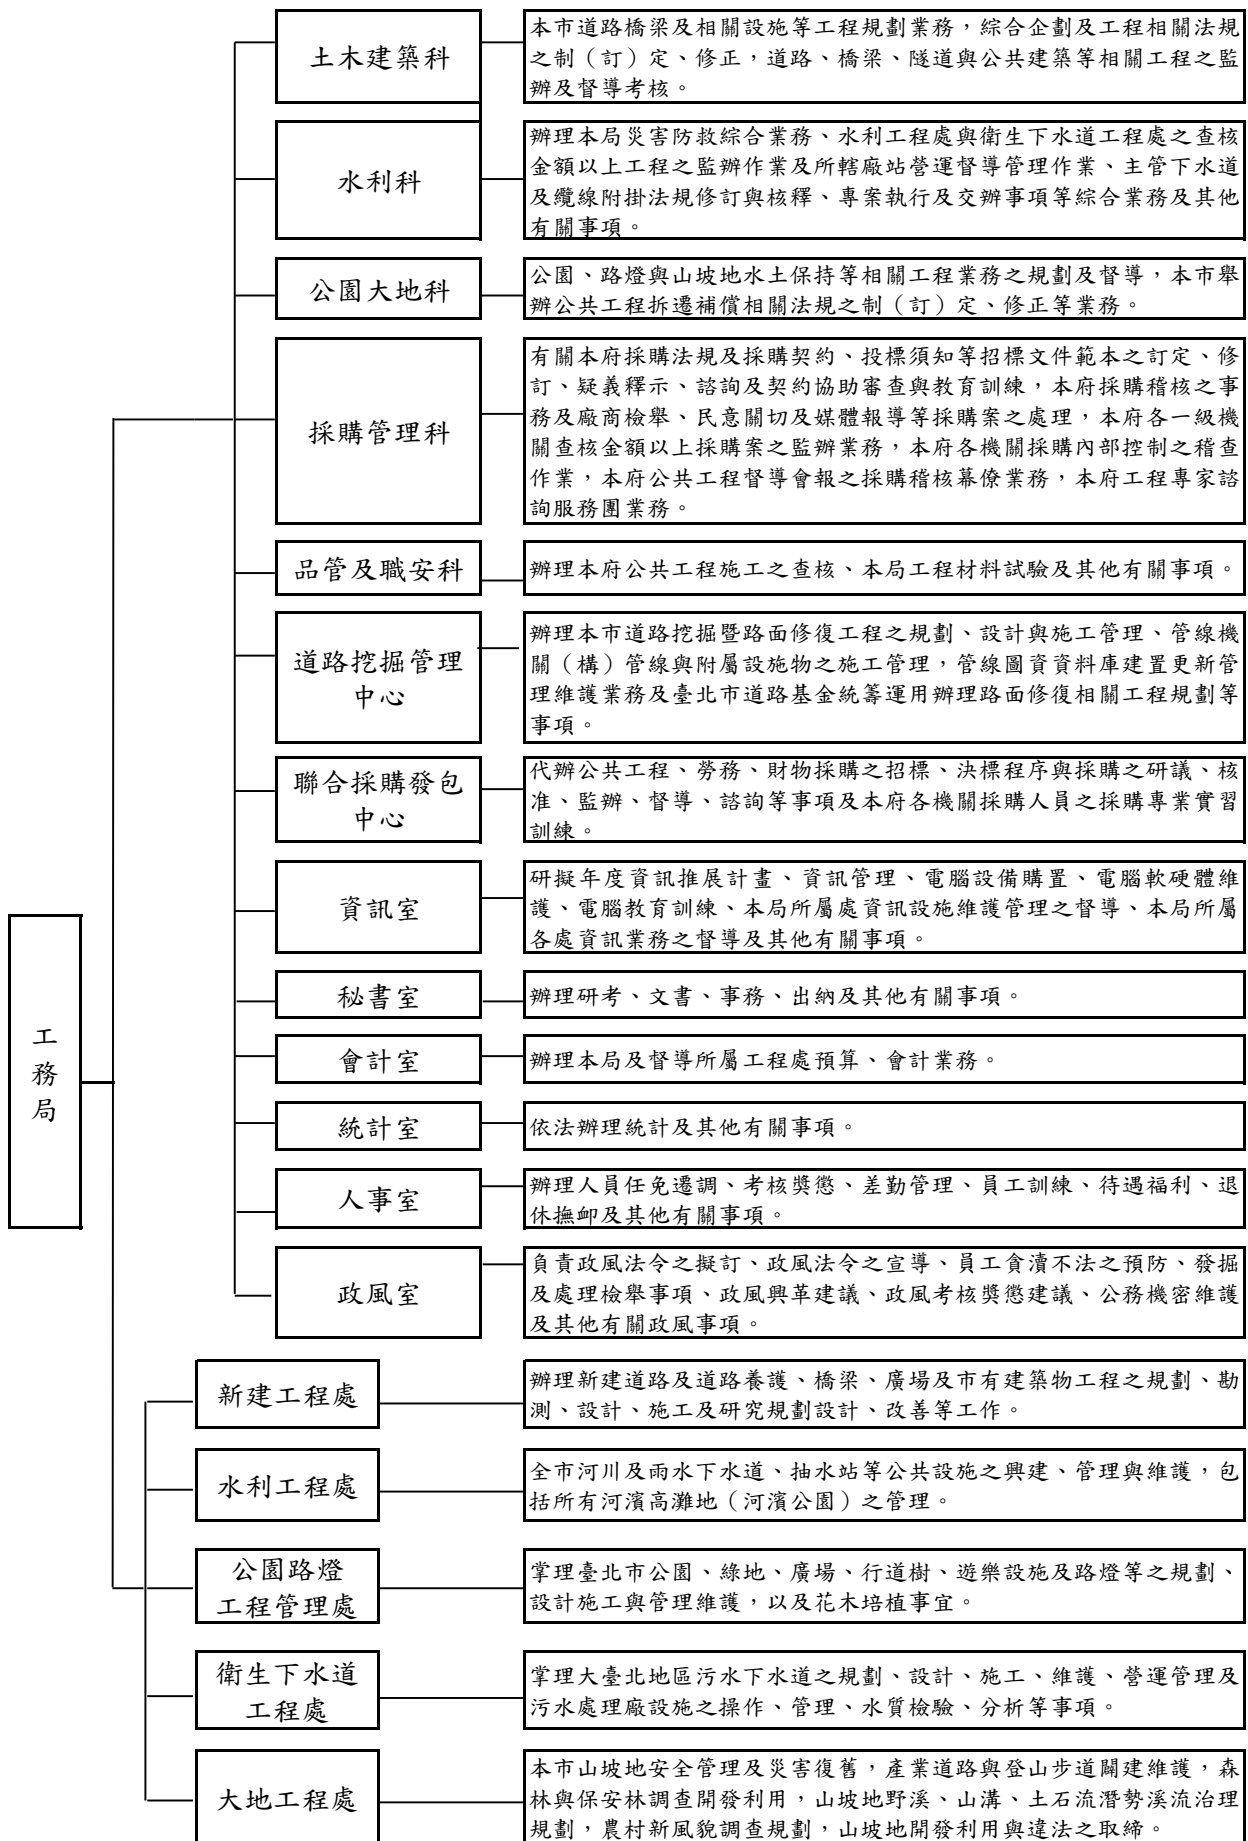 工務局
土木建築科
本市道路橋梁及相關設施等工程規劃業務，綜合企劃及工程相關法規
之制（訂）定、修正，道路、橋梁、隧道與公共建築等相關工程之監
辦及督導考核。
水利科
辦理本局災害防救綜合業務、水利工程處與衛生下水道工程處之查核
金額以上工程之監辦作業及所轄廠站營運督導管理作業、主管下水道
及纜線附掛法規修訂與核釋、專案執行及交辦事項等綜合業務及其他
有關事項。
公園大地科
公園、路燈與山坡地水土保持等相關工程業務之規劃及督導，本市舉
辦公共工程拆遷補償相關法規之制（訂）定、修正等業務。
採購管理科
有關本府採購法規及採購契約、投標須知等招標文件範本之訂定、修
訂、疑義釋示、諮詢及契約協助審查與教育訓練，本府採購稽核之事
務及廠商檢舉、民意關切及媒體報導等採購案之處理，本府各一級機
關查核金額以上採購案之監辦業務，本府各機關採購內部控制之稽查
作業，本府公共工程督導會報之採購稽核幕僚業務，本府工程專家諮
詢服務團業務。
品管及職安科
辦理本府公共工程施工之查核、本局工程材料試驗及其他有關事項。
道路挖掘管理
中心
辦理本市道路挖掘暨路面修復工程之規劃、設計與施工管理、管線機
關（構）管線與附屬設施物之施工管理，管線圖資資料庫建置更新管
理維護業務及臺北市道路基金統籌運用辦理路面修復相關工程規劃等
事項。
聯合採購發包
中心
代辦公共工程、勞務、財物採購之招標、決標程序與採購之研議、核
准、監辦、督導、諮詢等事項及本府各機關採購人員之採購專業實習
訓練。
資訊室
研擬年度資訊推展計畫、資訊管理、電腦設備購置、電腦軟硬體維
護、電腦教育訓練、本局所屬處資訊設施維護管理之督導、本局所屬
各處資訊業務之督導及其他有關事項。
秘書室
辦理研考、文書、事務、出納及其他有關事項。
會計室
辦理本局及督導所屬工程處預算、會計業務。
統計室
依法辦理統計及其他有關事項。
人事室
辦理人員任免遷調、考核獎懲、差勤管理、員工訓練、待遇福利、退
休撫卹及其他有關事項。
政風室
負責政風法令之擬訂、政風法令之宣導、員工貪瀆不法之預防、發掘
及處理檢舉事項、政風興革建議、政風考核獎懲建議、公務機密維護
及其他有關政風事項。
新建工程處
辦理新建道路及道路養護、橋梁、廣場及市有建築物工程之規劃、勘
測、設計、施工及研究規劃設計、改善等工作。
水利工程處
全市河川及雨水下水道、抽水站等公共設施之興建、管理與維護，包
括所有河濱高灘地（河濱公園）之管理。
公園路燈
工程管理處
掌理臺北市公園、綠地、廣場、行道樹、遊樂設施及路燈等之規劃、
設計施工與管理維護，以及花木培植事宜。
衛生下水道
工程處
掌理大臺北地區污水下水道之規劃、設計、施工、維護、營運管理及
污水處理廠設施之操作、管理、水質檢驗、分析等事項。
大地工程處
本市山坡地安全管理及災害復舊，產業道路與登山步道闢建維護，森
林與保安林調查開發利用，山坡地野溪、山溝、土石流潛勢溪流治理
規劃，農村新風貌調查規劃，山坡地開發利用與違法之取締。